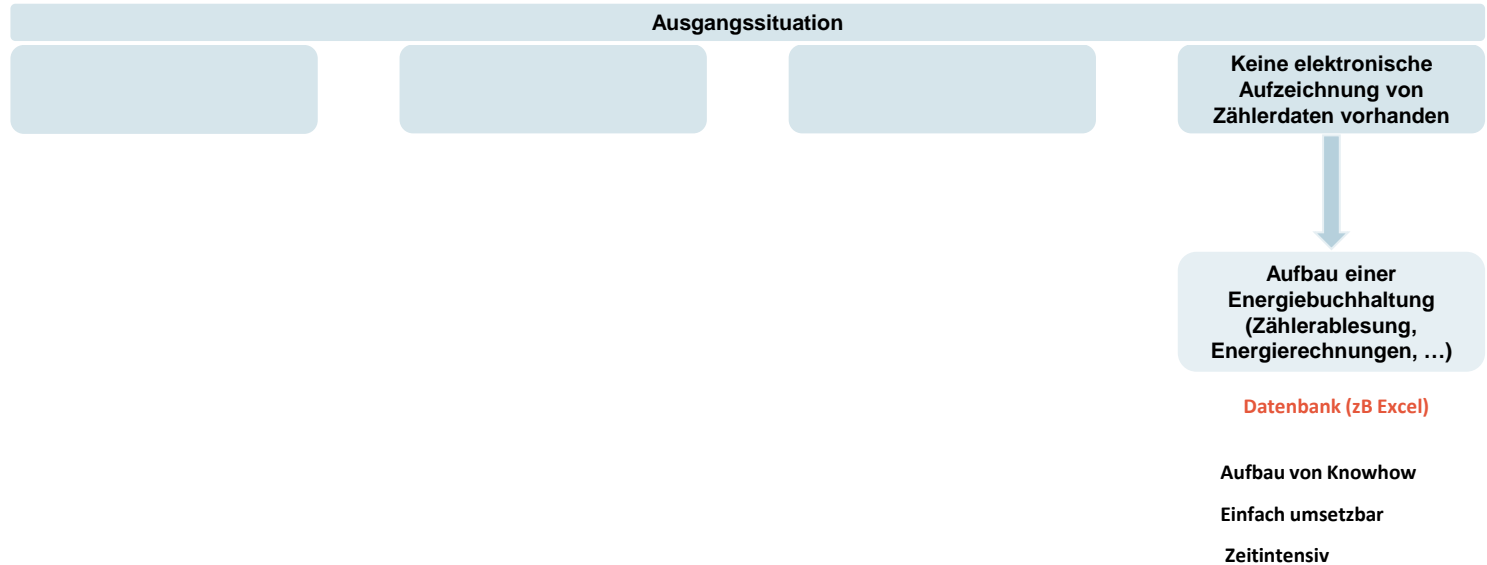 Ausgangssituation
Keine elektronische
Aufzeichnung von
Zählerdaten vorhanden
Aufbau einer
Energiebuchhaltung
(Zählerablesung,
Energierechnungen, …)
Datenbank (zB Excel)
Aufbau von Knowhow
Einfach umsetzbar
Zeitintensiv